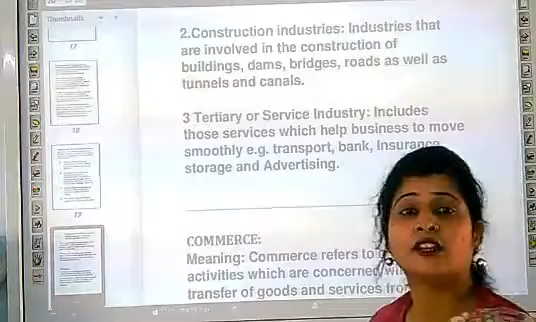 Thumbnails
17
2.Construction industries: Industries that
are involved in the construction of
buildings, dams, bridges, roads as well as
tunnels and canals.
18
3 Tertiary or Service Industry: Includes
those services which help business to move
smoothly e.g. transport, bank, Insurance
storage and Advertising.
19
COMMERCE:
Meaning: Commerce refers to
activities which are concerned
transfer of goods and services